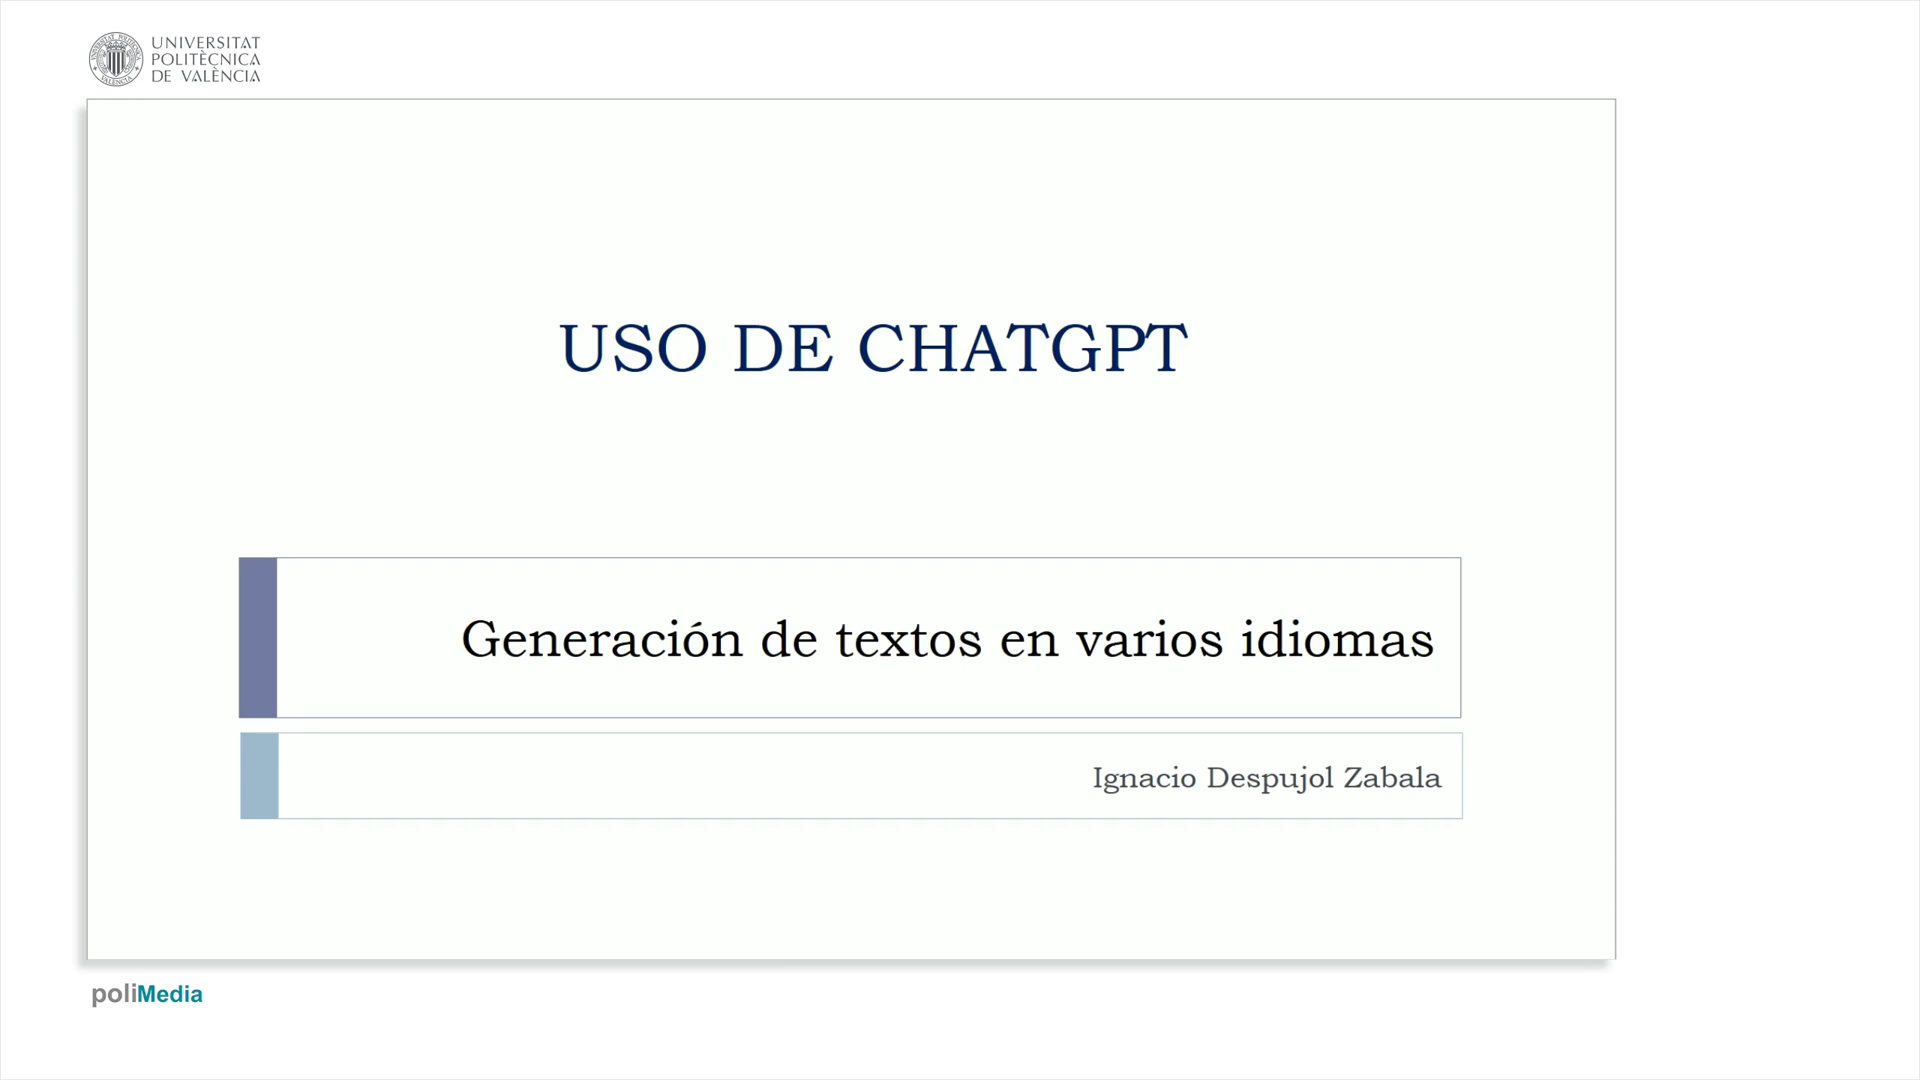 UNIVERSITAT
POLITÈCNICA
DE VALÈNCIA
USO DE CHATGPT
Generación de textos en varios idiomas
Ignacio Despujol Zabala
poliMedia